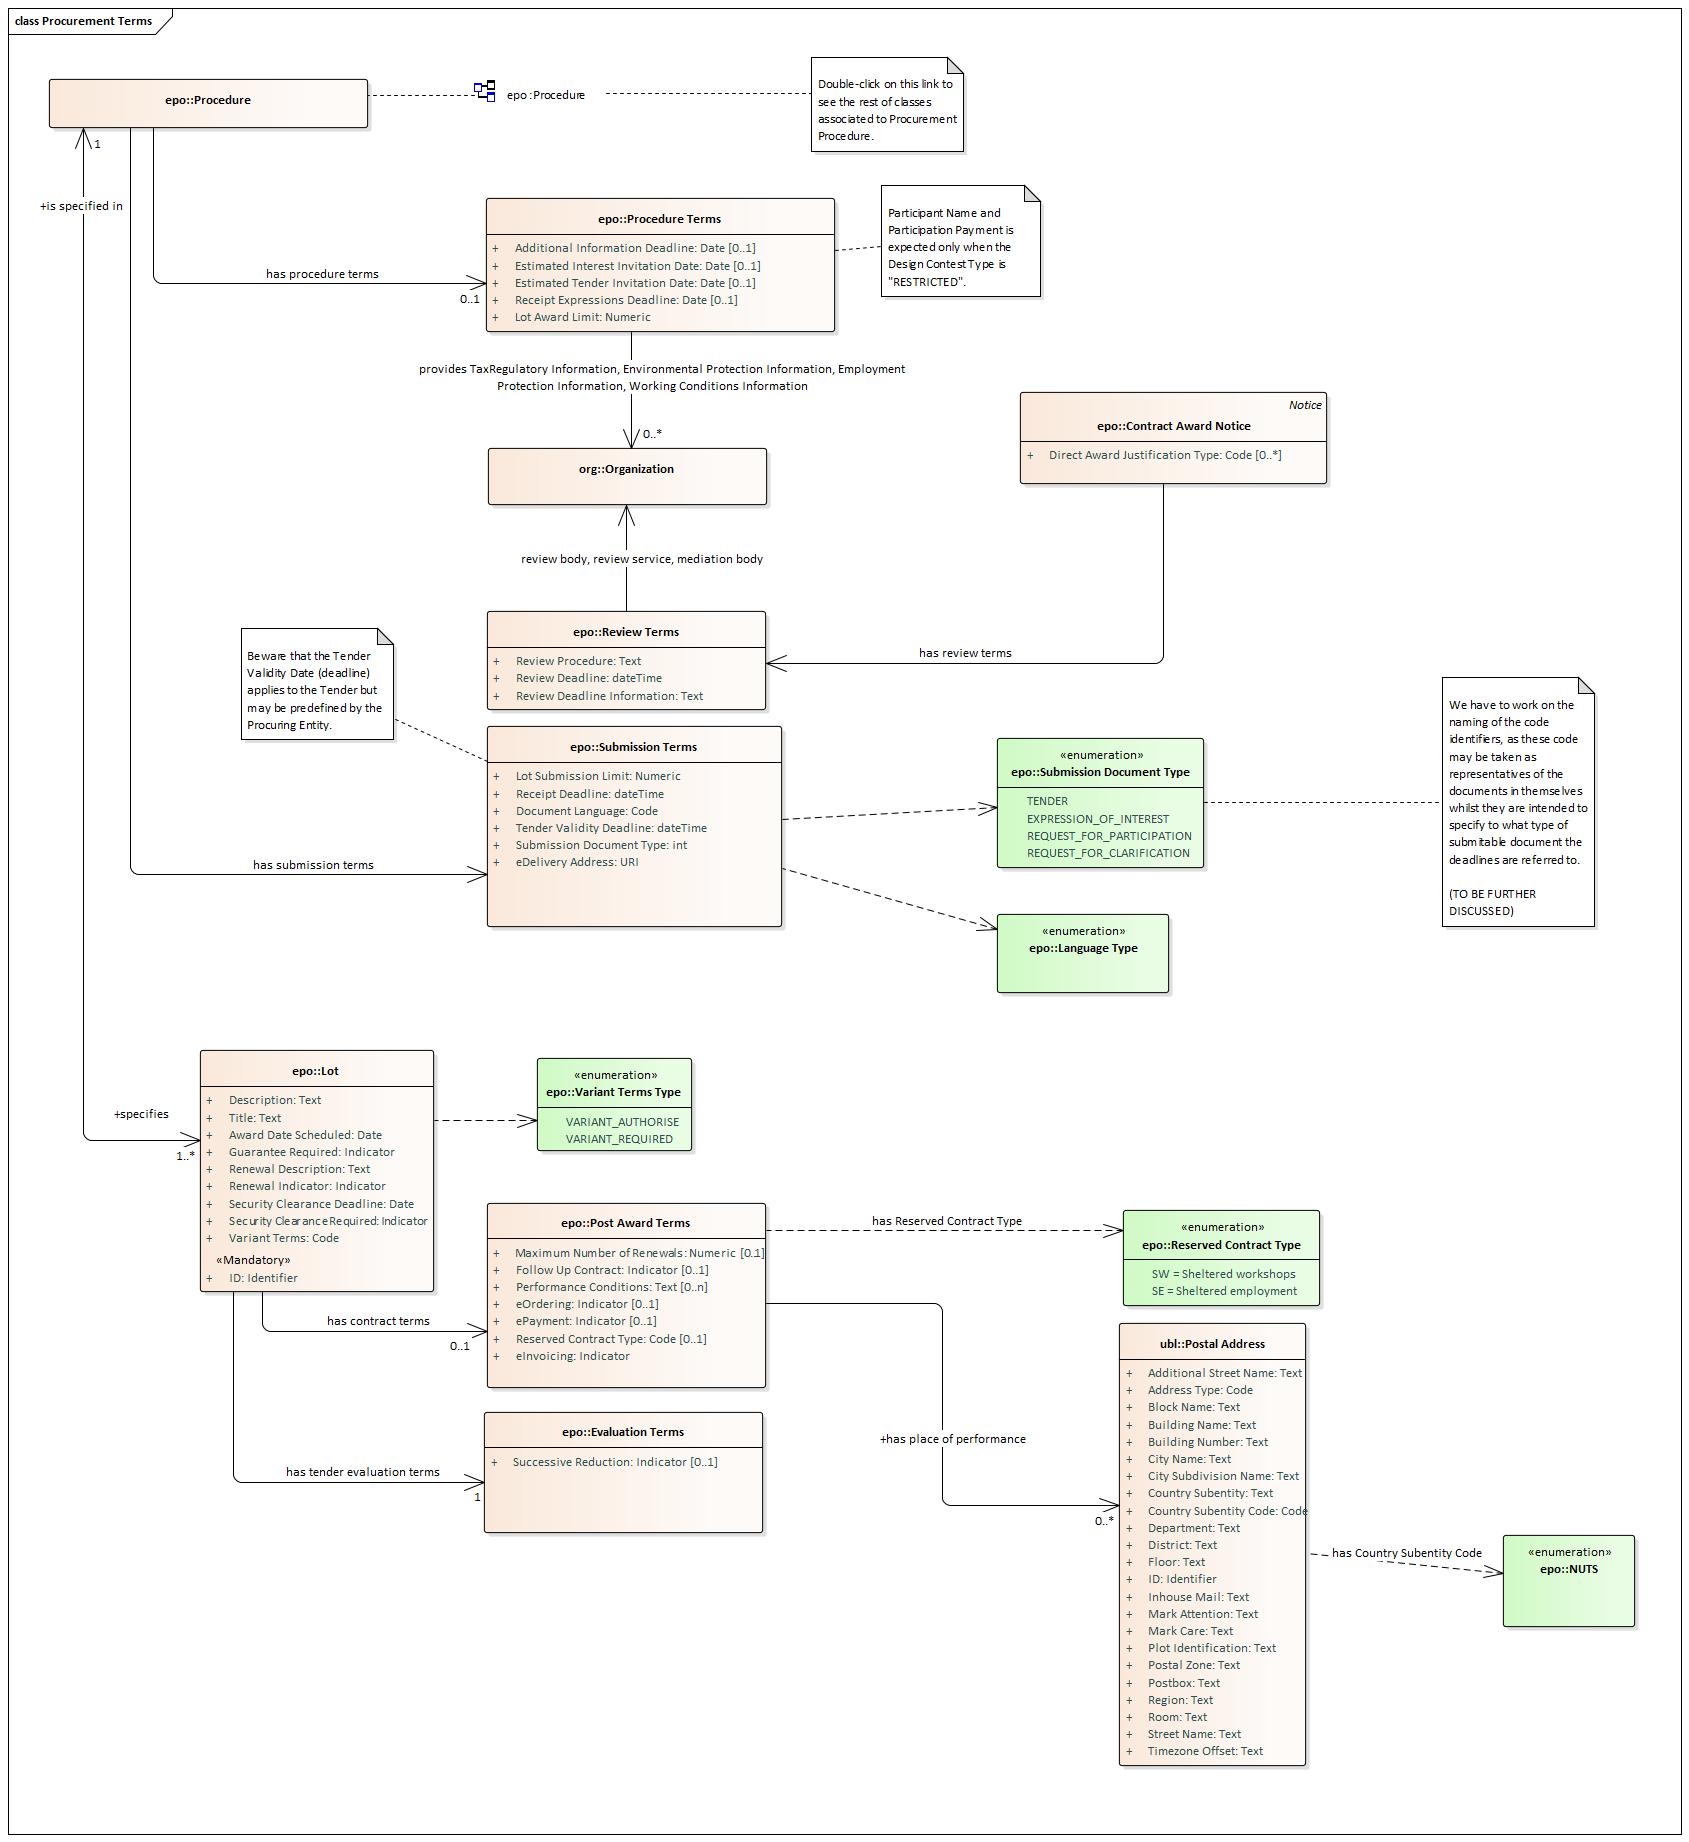 class Procurement Terms
epo::Procedure
epo :Procedure
Double-click on this link to
see the rest of classes
associated to Procurement
Procedure.
1
+is specified in
epo::Procedure Terms
+ Additional Information Deadline: Date [0..1]
+ Estimated Interest Invitation Date: Date [0..1]
+ Estimated Tender Invitation Date: Date [0..1]
+ Receipt Expressions Deadline: Date [0..1]
+ Lot Award Limit: Numeric
Participant Name and
Participation Payment is
expected only when the
Design Contest Type is
"RESTRICTED".
has procedure terms
0..1
provides TaxRegulatory Information, Environmental Protection Information, Employment
Protection Information, Working Conditions Information
0..*
org::Organization
Notice
epo::Contract Award Notice
+ Direct Award Justification Type: Code [0..*]
review body, review service, mediation body
epo::Review Terms
+ Review Procedure: Text
+ Review Deadline: dateTime
+ Review Deadline Information: Text
has review terms
Beware that the Tender
Validity Date (deadline)
applies to the Tender but
may be predefined by the
Procuring Entity.
epo::Submission Terms
+ Lot Submission Limit: Numeric
+ Receipt Deadline: dateTime
+ Document Language: Code
+ Tender Validity Deadline: dateTime
+ Submission Document Type: int
+ eDelivery Address: URI
has submission terms
«enumeration»
epo::Submission Document Type
TENDER
EXPRESSION_OF_INTEREST
REQUEST_FOR_PARTICIPATION
REQUEST_FOR_CLARIFICATION
We have to work on the
naming of the code
identifiers, as these code
may be taken as
representatives of the
documents in themselves
whilst they are intended to
specify to what type of
submitable document the
deadlines are referred to.
(TO BE FURTHER
DISCUSSED)
«enumeration»
epo::Language Type
+specifies
1..*
epo::Lot
+ Description: Text
+ Title: Text
+ Award Date Scheduled: Date
+ Guarantee Required: Indicator
+ Renewal Description: Text
+ Renewal Indicator: Indicator
+ Security Clearance Deadline: Date
+ Security Clearance Required: Indicator
+ Variant Terms: Code
«Mandatory»
+ ID: Identifier
«enumeration»
epo::Variant Terms Type
VARIANT_AUTHORISE
VARIANT_REQUIRED
has contract terms
0..1
epo::Post Award Terms
+ Maximum Number of Renewals: Numeric [0.1]
+ Follow Up Contract: Indicator [0..1]
+ Performance Conditions: Text [0..n]
+ eOrdering: Indicator [0..1]
+ ePayment: Indicator [0..1]
+ Reserved Contract Type: Code [0..1]
+ eInvoicing: Indicator
has Reserved Contract Type
«enumeration»
epo::Reserved Contract Type
SW = Sheltered workshops
SE = Sheltered employment
has tender evaluation terms
1
epo::Evaluation Terms
+ Successive Reduction: Indicator [0..1]
+has place of performance
0..*
ubl::Postal Address
+ Additional Street Name: Text
+ Address Type: Code
+ Block Name: Text
+ Building Name: Text
+ Building Number: Text
+ City Name: Text
+ City Subdivision Name: Text
+ Country Subentity: Text
+ Country Subentity Code: Code
+ Department: Text
+ District: Text
+ Floor: Text
+ ID: Identifier
+ Inhouse Mail: Text
+ Mark Attention: Text
+ Mark Care: Text
+ Plot Identification: Text
+ Postal Zone: Text
+ Postbox: Text
+ Region: Text
+ Room: Text
+ Street Name: Text
+ Timezone Offset: Text
has Country Subentity Code
«enumeration»
epo::NUTS